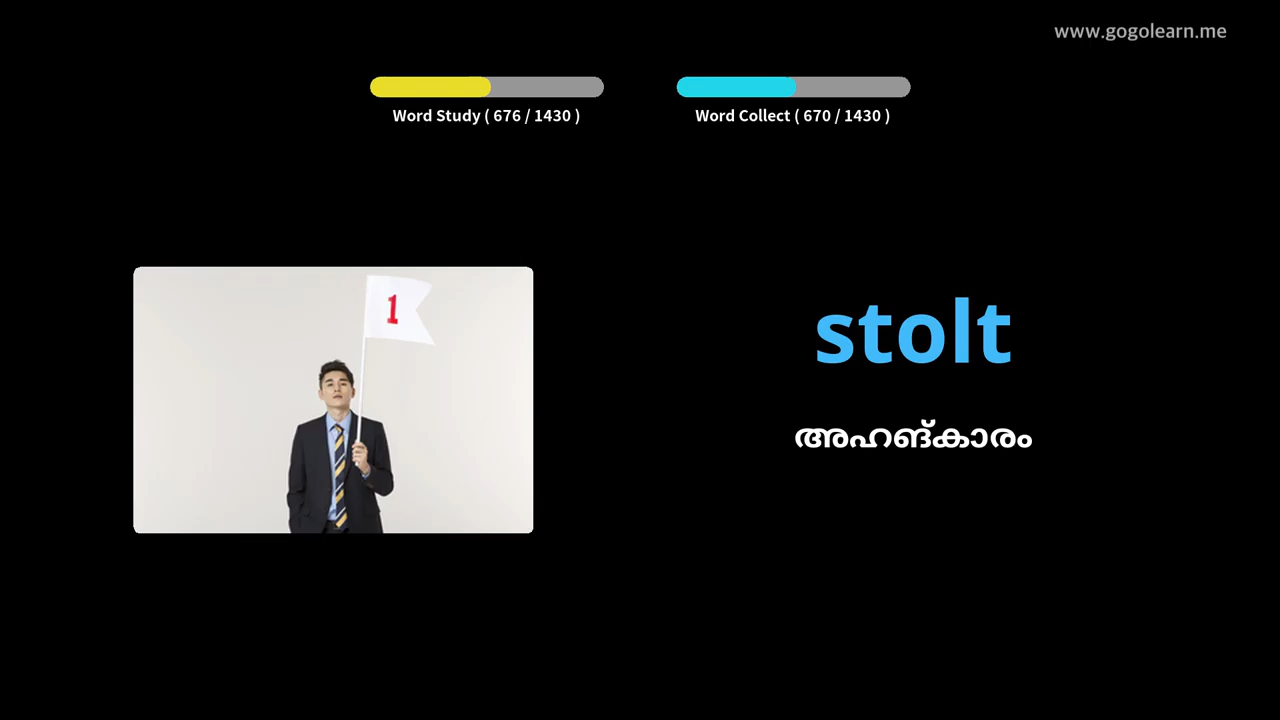 www.gogolearn.me
Word Study ( 676 / 1430 )
Word Collect ( 670 / 1430 )
1
stolt
അഹങ്കാരം